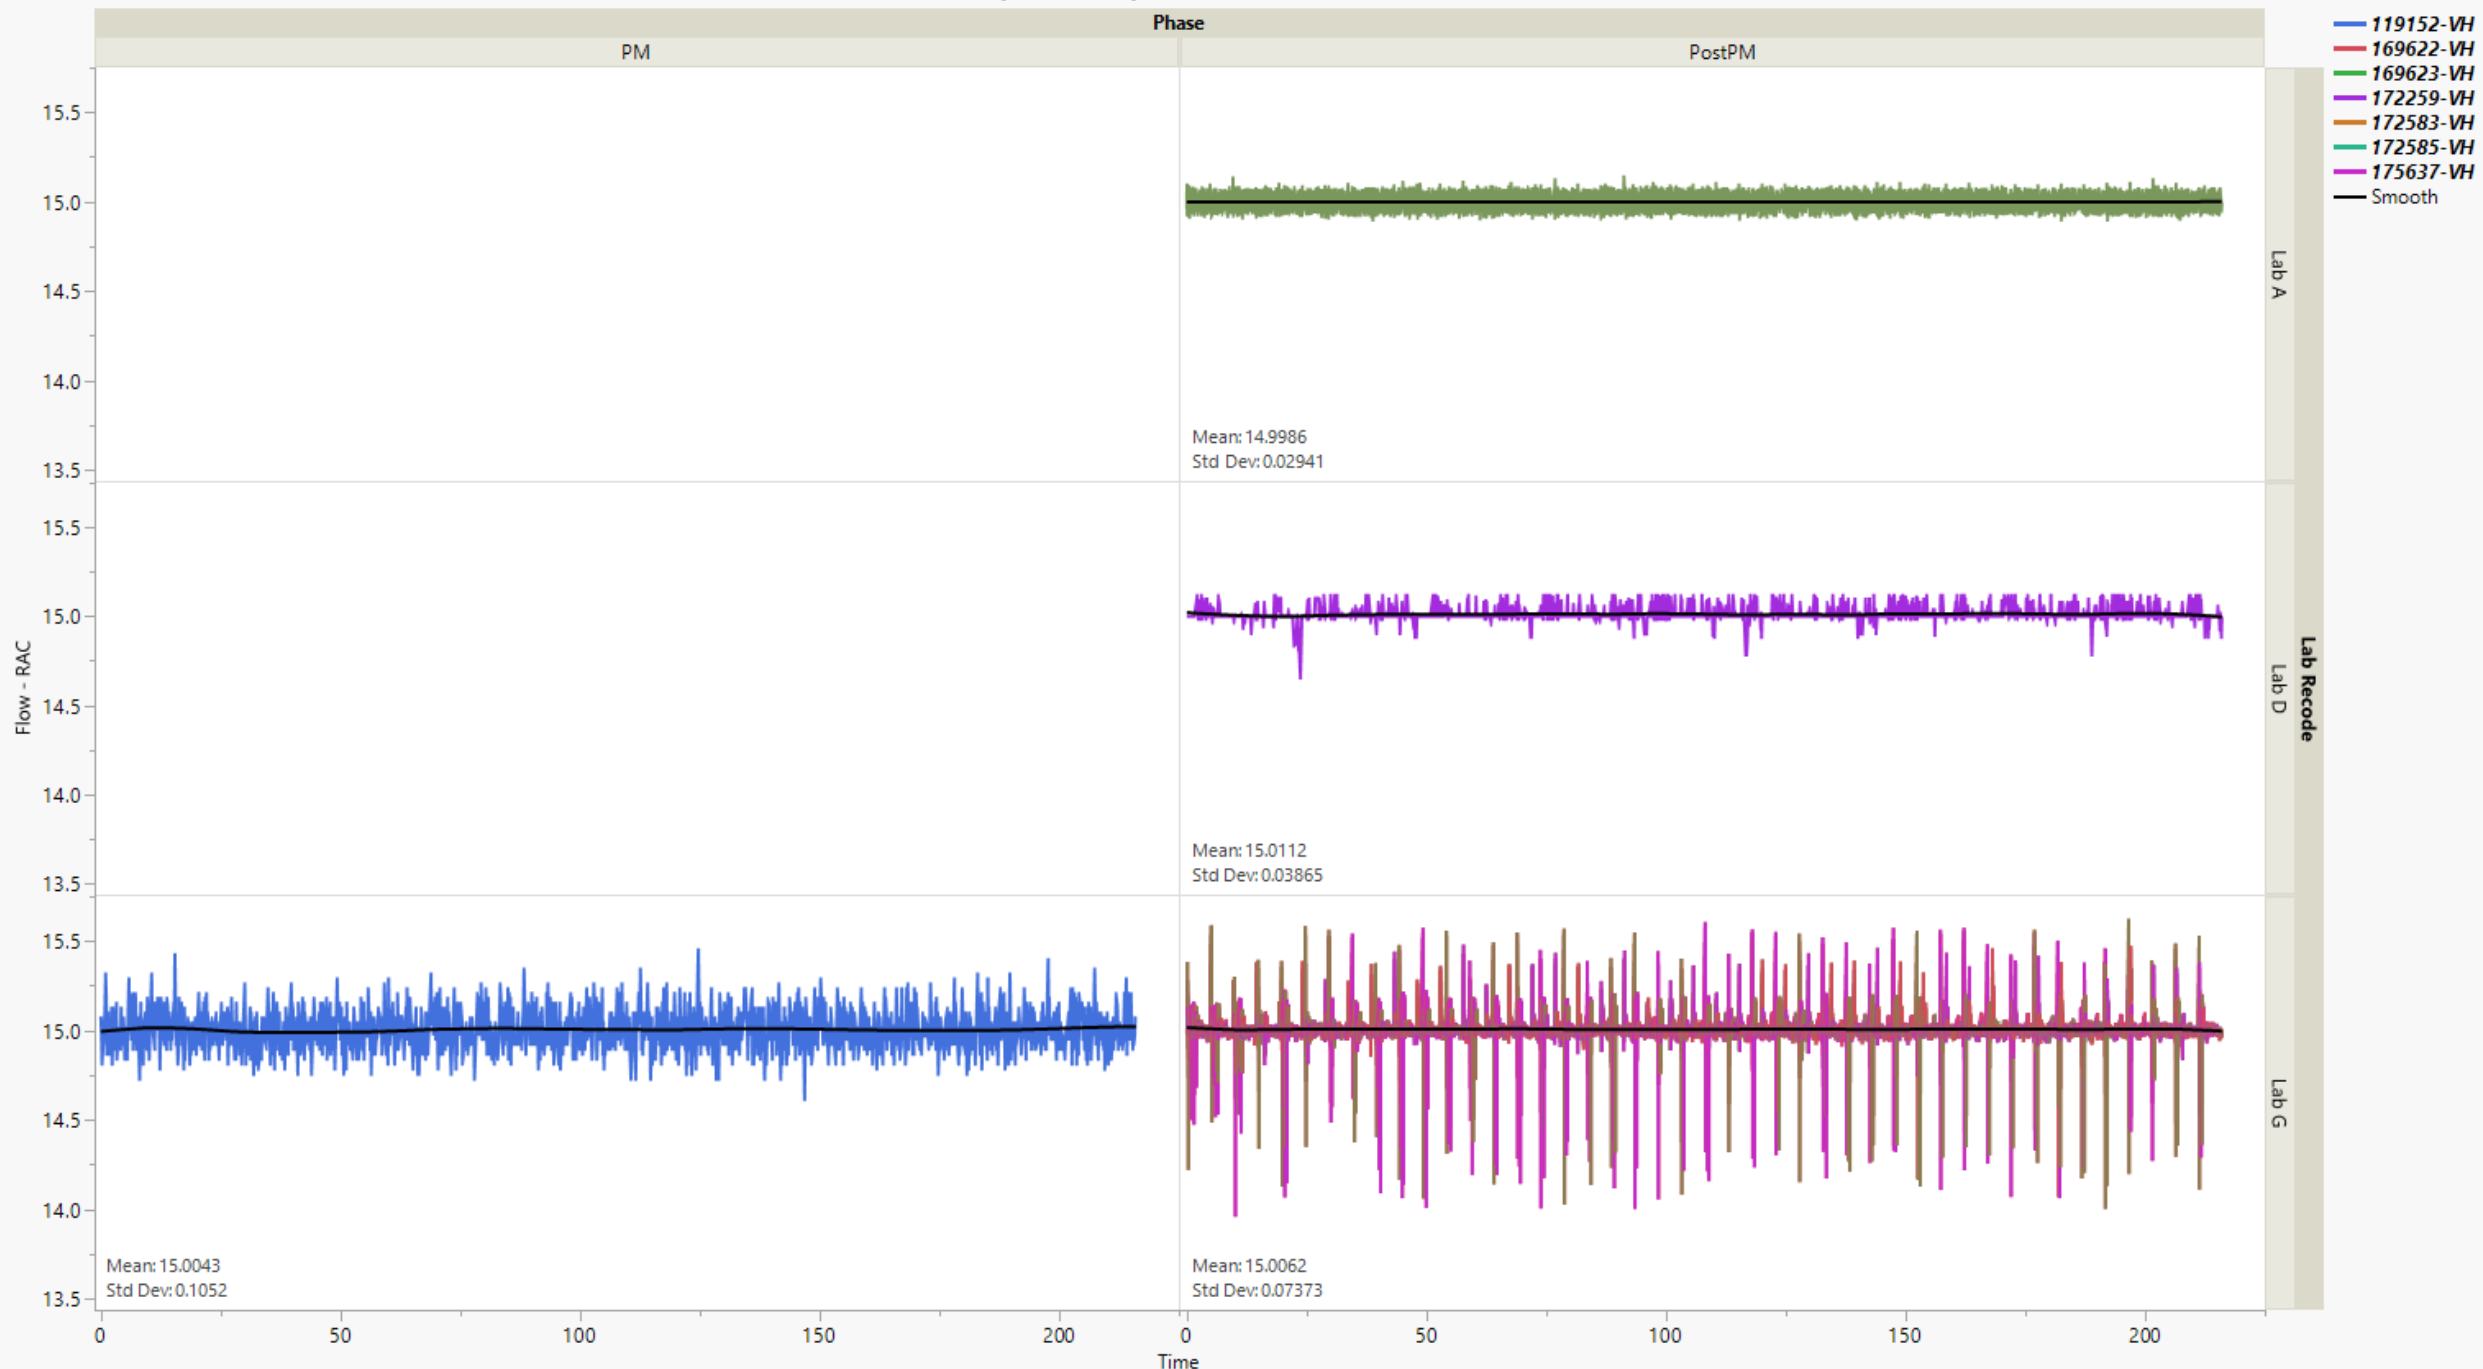 Phase
PM
PostPM
119152-VH
169622-VH
169623-VH
172259-VH
172583-VH
172585-VH
175637-VH
Smooth
15.5
15.0
14.5
14.0
13.5
Mean: 14.9986
Std Dev: 0.02941
Lab A
15.5
15.0
14.5
14.0
13.5
Mean: 15.0112
Std Dev: 0.03865
Lab D
Lab Recode
Flow - RAC
15.5
15.0
14.5
14.0
13.5
Mean: 15.0043
Std Dev: 0.1052
Mean: 15.0062
Std Dev: 0.07373
Lab G
0 50 100 150 200 0 50 100 150 200
Time